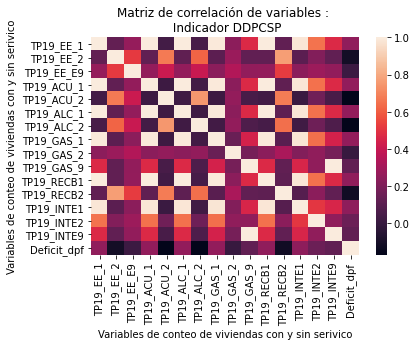 Matriz de correlación de variables :
Indicador DDPCSP
Variables de conteo de viviendas con y sin serivico
TP19_EE_1
TP19_EE_2
TP19_EE_E9
TP19_ACU_1
TP19_ACU_2
TP19_ALC_1
TP19_ALC_2
TP19_GAS_1
TP19_GAS_2
TP19_GAS_9
TP19_RECB1
TP19_RECB2
TP19_INTE1
TP19_INTE2
TP19_INTE9
Deficit_dpf
1.0
0.8
0.6
0.4
0.2
0.0
TP19_EE_1
TP19_EE_2
TP19_EE_E9
TP19_ACU_1
TP19_ACU_2
TP19_ALC_1
TP19_ALC_2
TP19_GAS_1
TP19_GAS_2
TP19_GAS_9
TP19_RECB1
TP19_RECB2
TP19_INTE1
TP19_INTE2
TP19_INTE9
Deficit_dpf
Variables de conteo de viviendas con y sin serivico